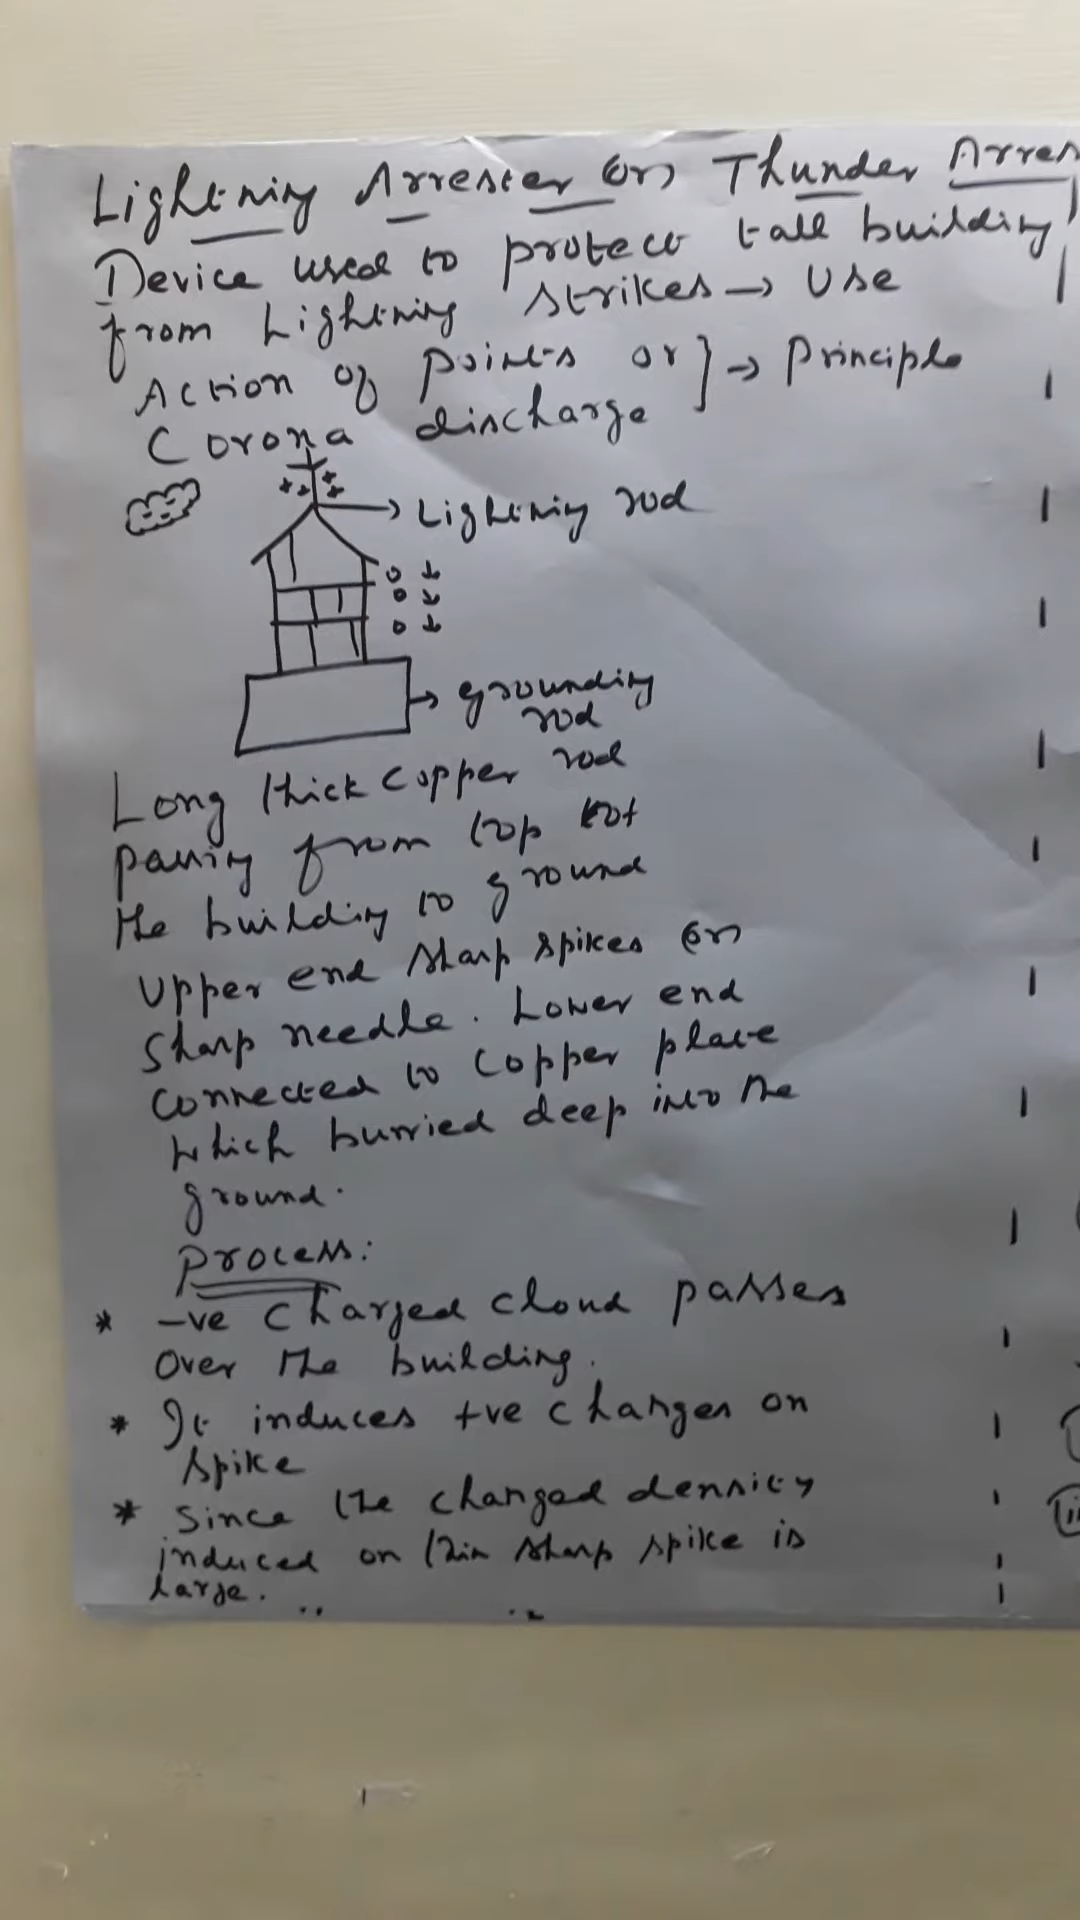 Lightning Arrester (or) Thunder Arres
Device used to protect tall building
from Lightning strikes → Use
Action of points or } → Principle
Corona discharge
→ Lightning rod
→ grounding
rod
Long thick copper rod
passing from top
the building to ground
Upper end sharp spikes (or)
sharp needle. Lower end
connected to copper plate
which burried deep into the
ground.
Process:
* -ve charged cloud passes
over the building.
* It induces +ve charges on
spike
* since the charged density
induced on thin sharp spike is
large.